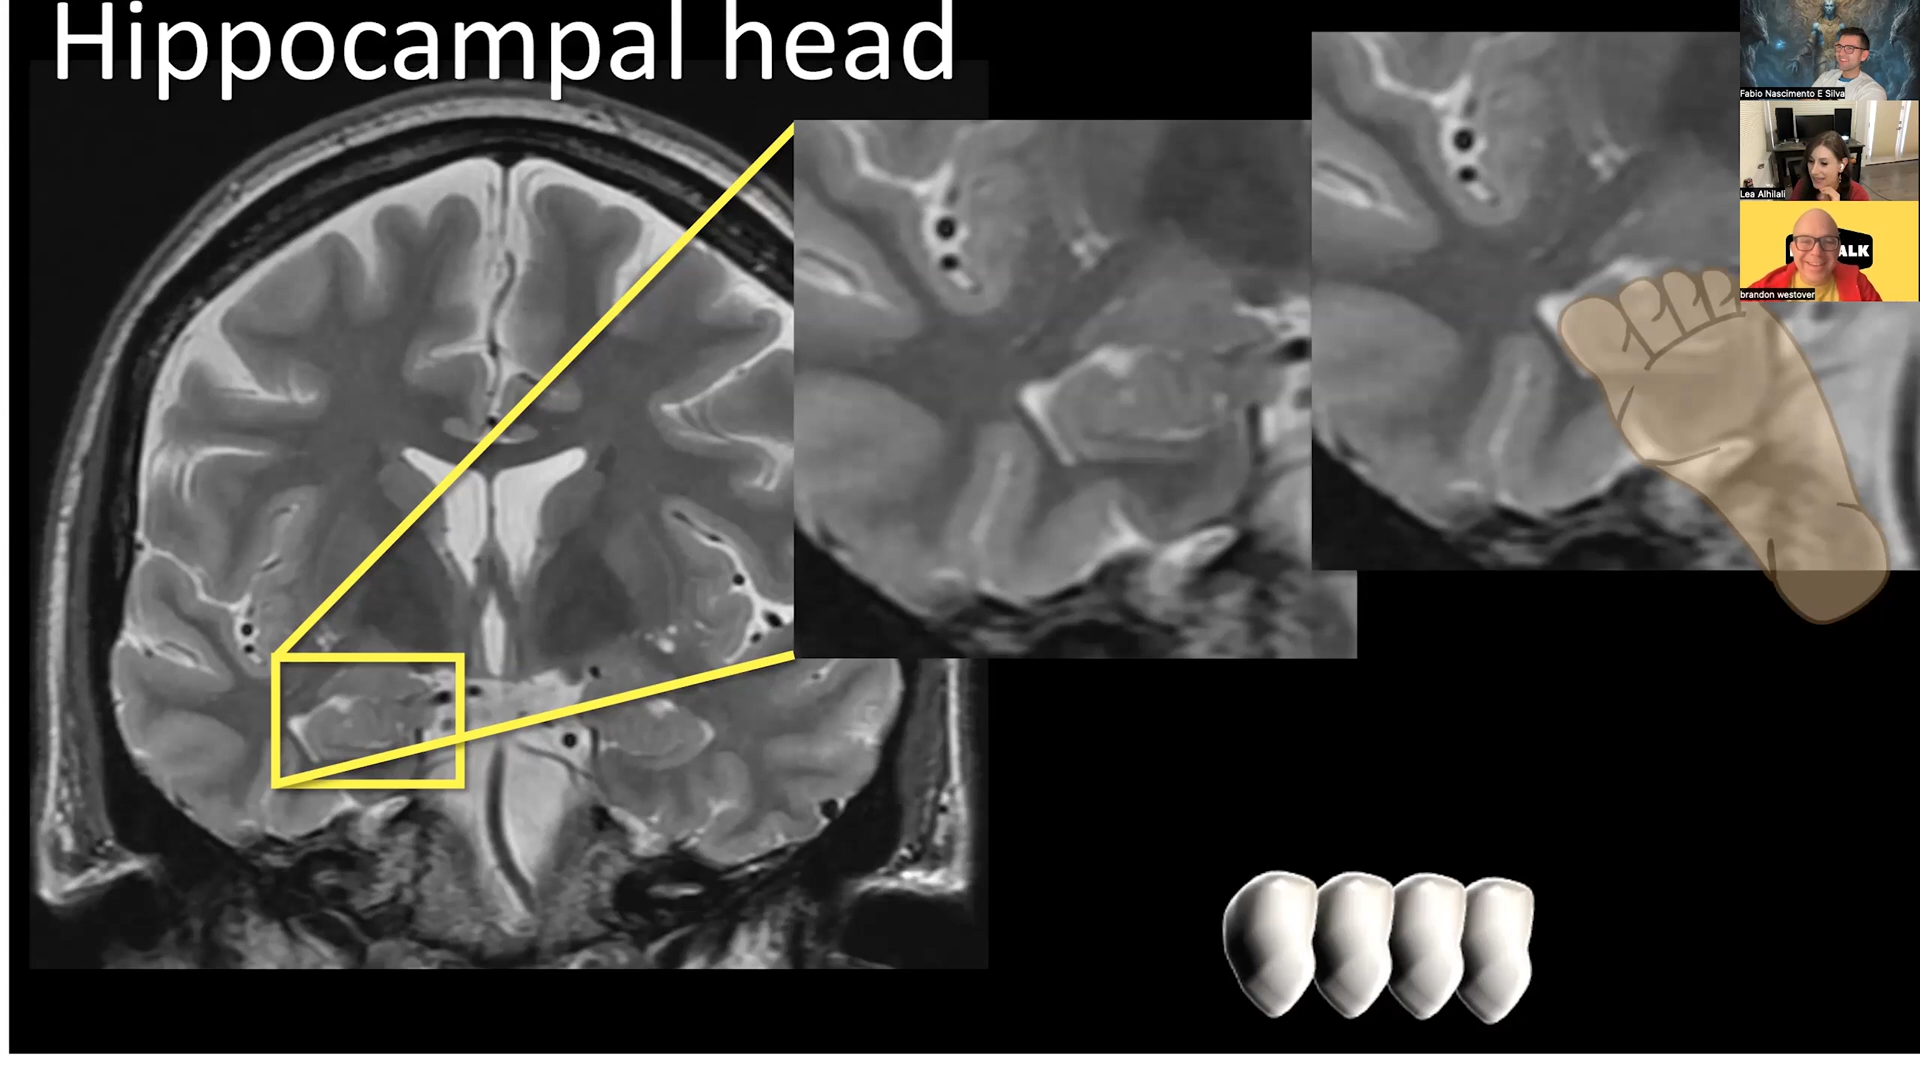 Hippocampal head
Fabio Nascimento E Silva
Lea Alhilali
ALK
brandon westover